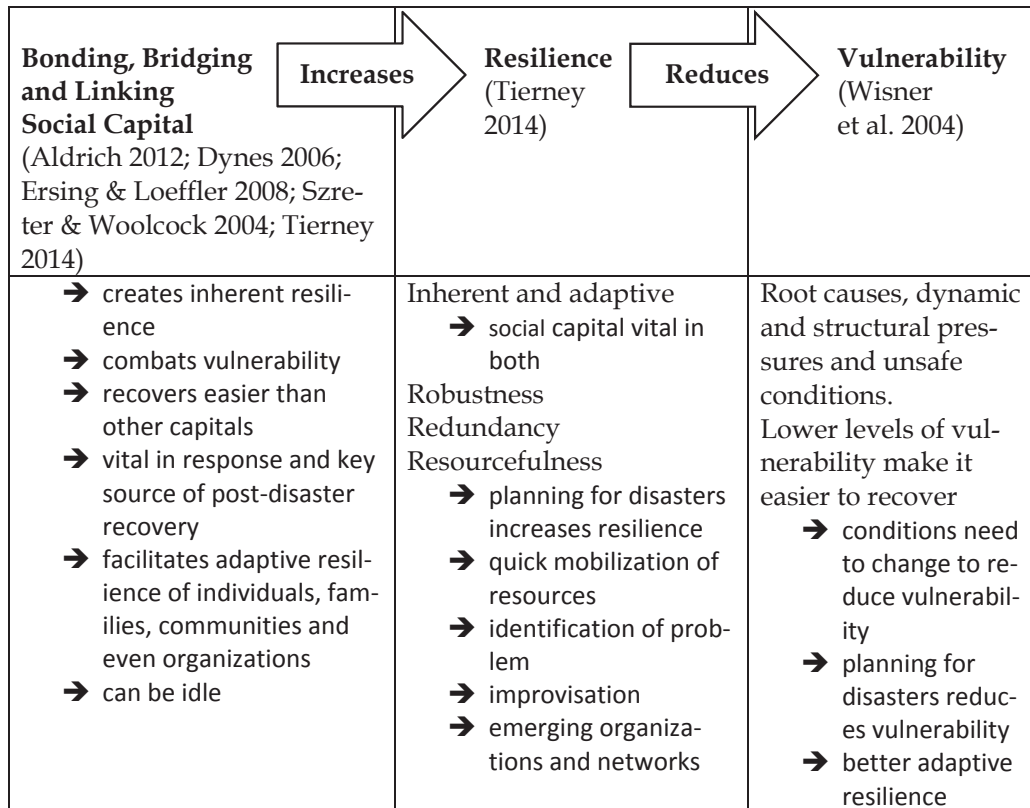 Bonding, Bridging
and Linking
Social Capital
(Aldrich 2012; Dynes 2006;
Ersing & Loeffler 2008; Szre-
ter & Woolcock 2004; Tierney
2014)
Increases
Resilience
(Tierney
2014)
Reduces
Vulnerability
(Wisner
et al. 2004)
➔ creates inherent resili-
ence
➔ combats vulnerability
➔ recovers easier than
other capitals
➔ vital in response and key
source of post-disaster
recovery
➔ facilitates adaptive resil-
ience of individuals, fam-
ilies, communities and
even organizations
➔ can be idle
Inherent and adaptive
➔ social capital vital in
both
Robustness
Redundancy
Resourcefulness
➔ planning for disasters
increases resilience
➔ quick mobilization of
resources
➔ identification of prob-
lem
➔ improvisation
➔ emerging organiza-
tions and networks
Root causes, dynamic
and structural pres-
sures and unsafe
conditions.
Lower levels of vul-
nerability make it
easier to recover
➔ conditions need
to change to re-
duce vulnerabil-
ity
➔ planning for
disasters reduc-
es vulnerability
➔ better adaptive
resilience